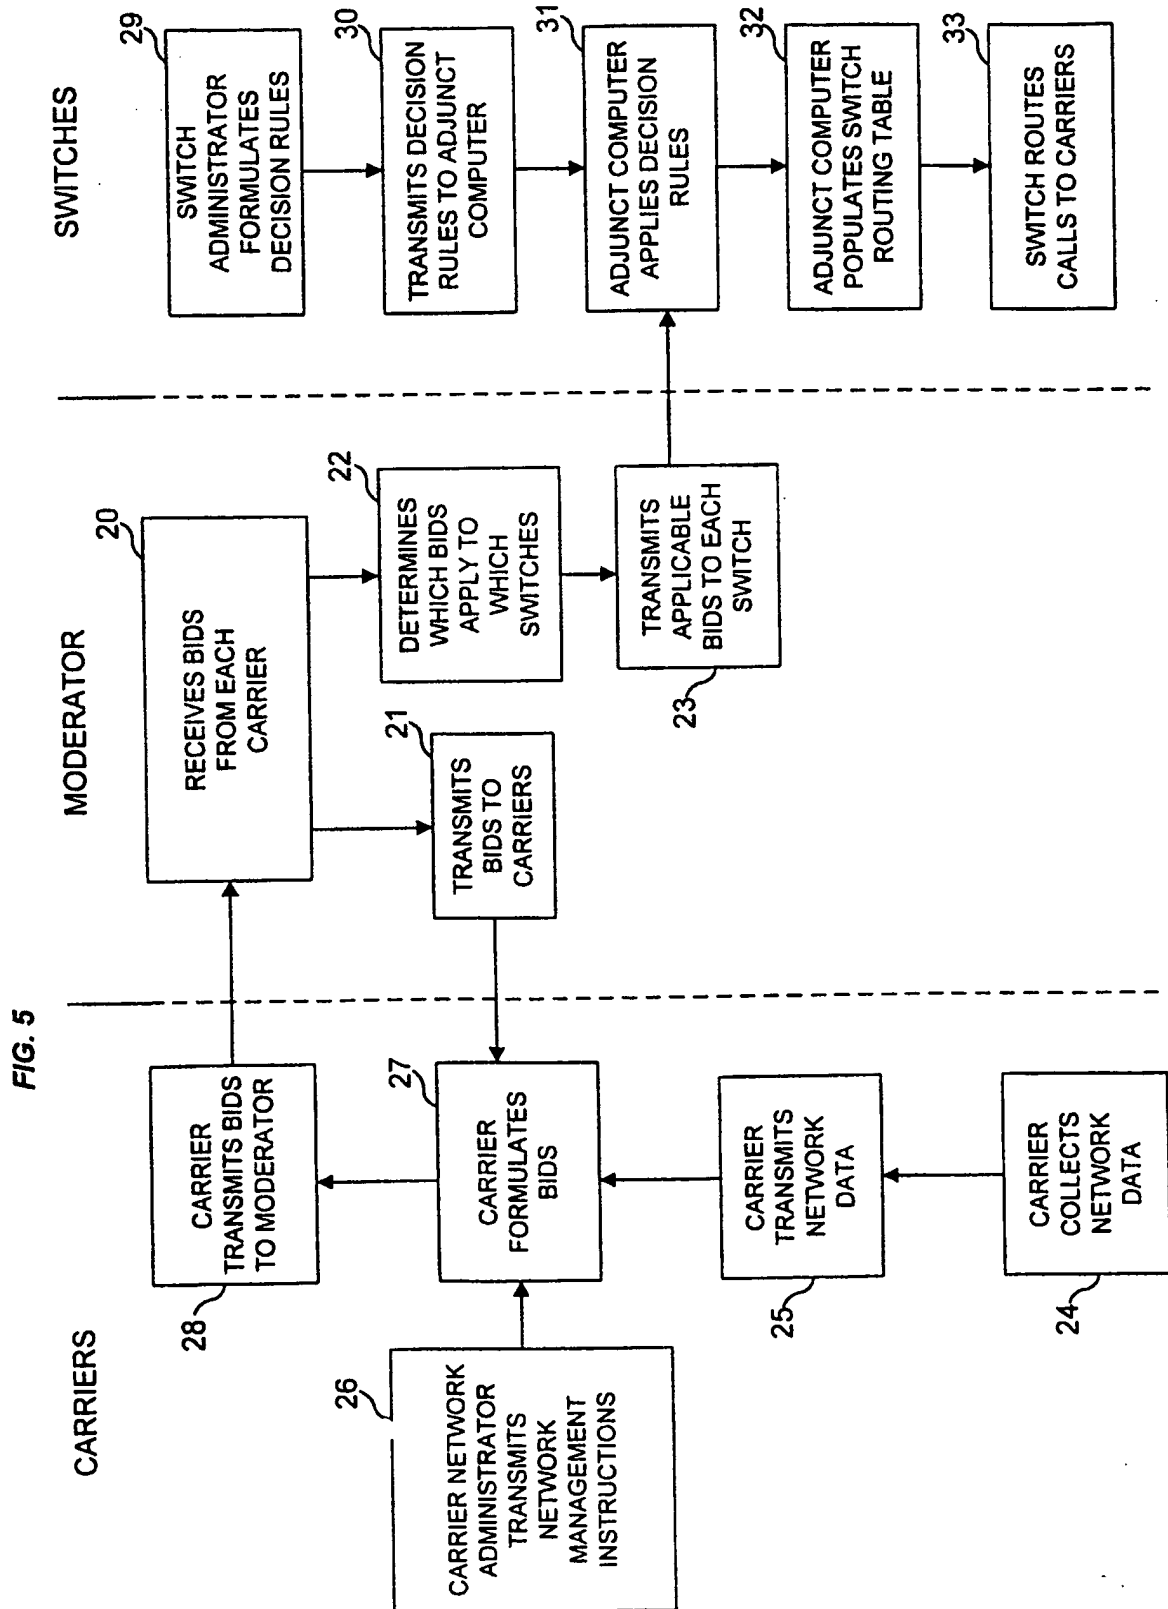 FIG. 5
CARRIERS
MODERATOR
SWITCHES
28
CARRIER
TRANSMITS BIDS
TO MODERATOR
26
CARRIER NETWORK
ADMINISTRATOR
TRANSMITS
NETWORK
MANAGEMENT
INSTRUCTIONS
27
CARRIER
FORMULATES
BIDS
25
CARRIER
TRANSMITS
NETWORK
DATA
24
CARRIER
COLLECTS
NETWORK
DATA
20
RECEIVES BIDS
FROM EACH
CARRIER
21
TRANSMITS
BIDS TO
CARRIERS
22
DETERMINES
WHICH BIDS
APPLY TO
WHICH
SWITCHES
23
TRANSMITS
APPLICABLE
BIDS TO EACH
SWITCH
29
SWITCH
ADMINISTRATOR
FORMULATES
DECISION RULES
30
TRANSMITS DECISION
RULES TO ADJUNCT
COMPUTER
31
ADJUNCT COMPUTER
APPLIES DECISION
RULES
32
ADJUNCT COMPUTER
POPULATES SWITCH
ROUTING TABLE
33
SWITCH ROUTES
CALLS TO CARRIERS